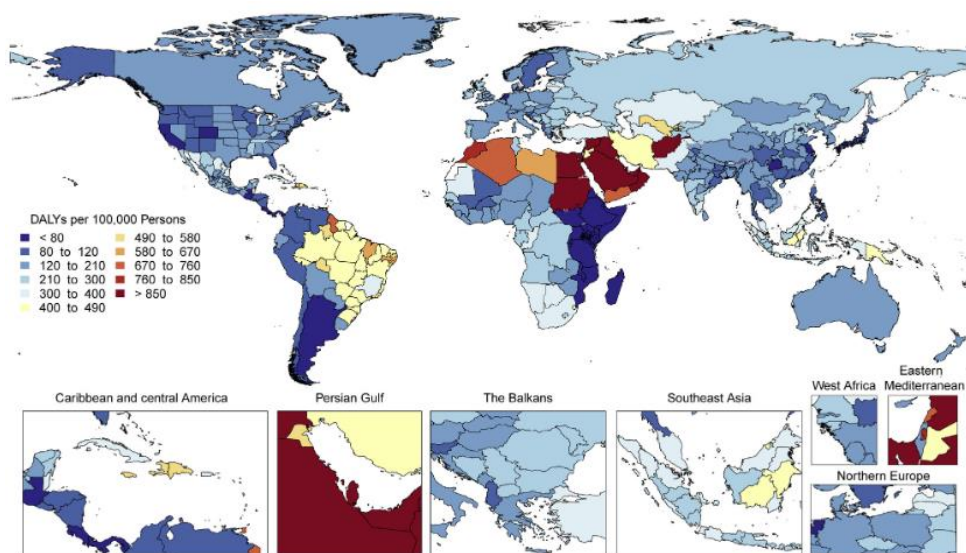 DALYs per 100,000 Persons
< 80
80 to 120
120 to 210
210 to 300
300 to 400
400 to 490
490 to 580
580 to 670
670 to 760
760 to 850
> 850
Caribbean and central America
Persian Gulf
The Balkans
Southeast Asia
West Africa
Eastern
Mediterranean
Northern Europe